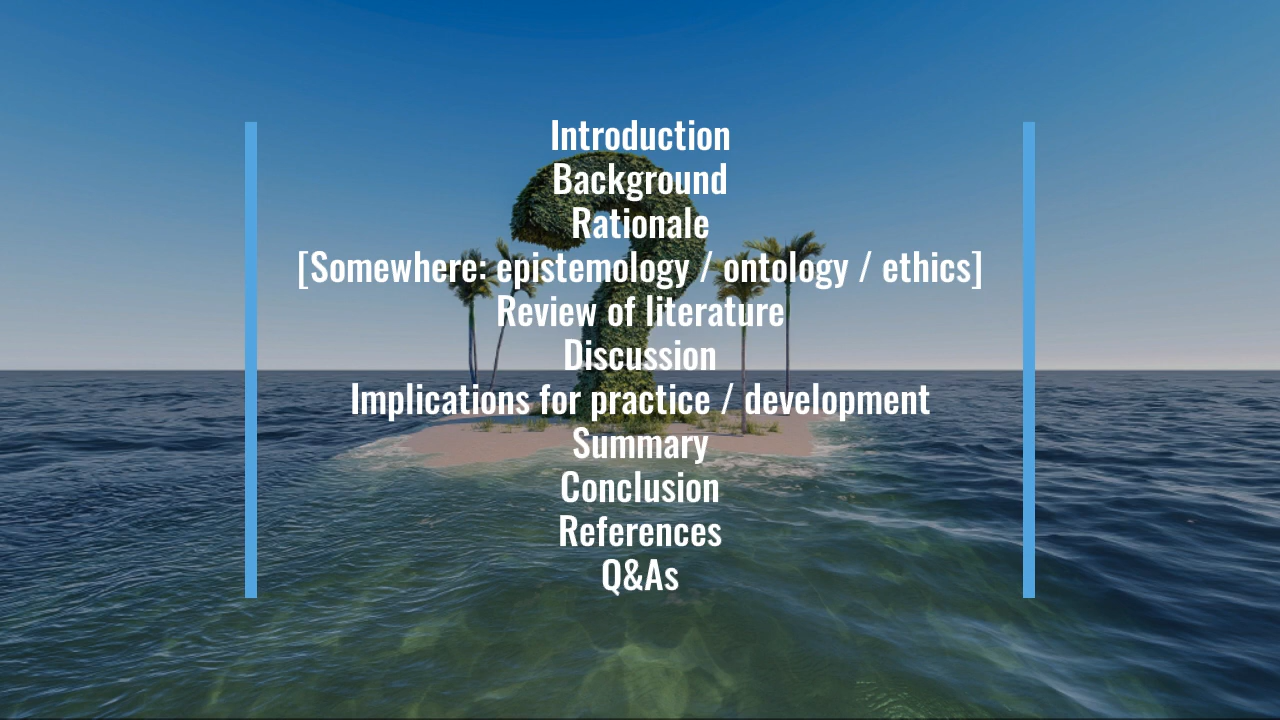 Introduction
Background
Rationale
[Somewhere: epistemology / ontology / ethics]
Review of literature
Discussion
Implications for practice / development
Summary
Conclusion
References
Q&As